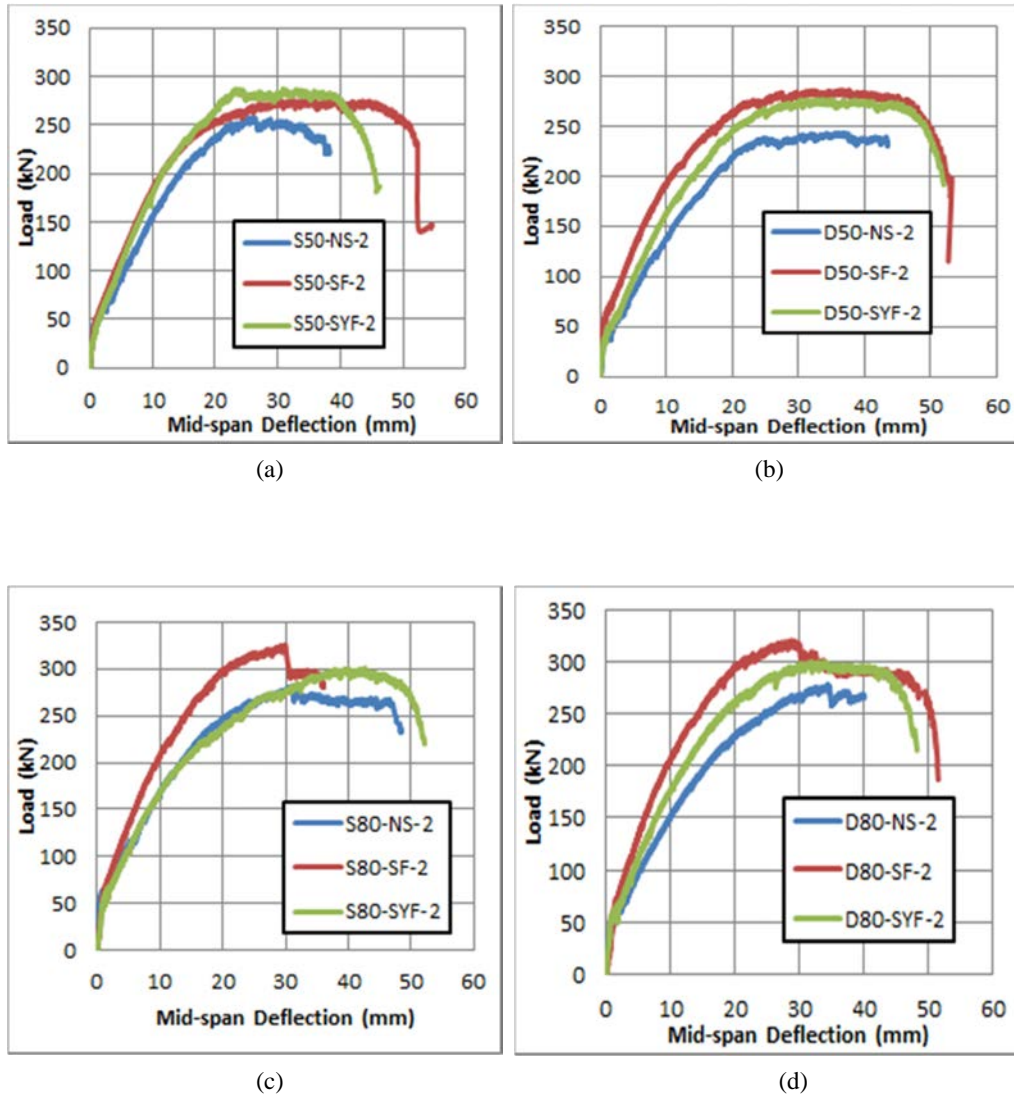 350
300
250
200
150
100
50
0
Load (kN)
S50-NS-2
S50-SF-2
S50-SYF-2
0 10 20 30 40 50 60
Mid-span Deflection (mm)
(a)
350
300
250
200
150
100
50
0
Load (kN)
D50-NS-2
D50-SF-2
D50-SYF-2
0 10 20 30 40 50 60
Mid-span Deflection (mm)
(b)
350
300
250
200
150
100
50
0
Load (kN)
S80-NS-2
S80-SF-2
S80-SYF-2
0 10 20 30 40 50 60
Mid-span Deflection (mm)
(c)
350
300
250
200
150
100
50
0
Load (kN)
D80-NS-2
D80-SF-2
D80-SYF-2
0 10 20 30 40 50 60
Mid-span Deflection (mm)
(d)